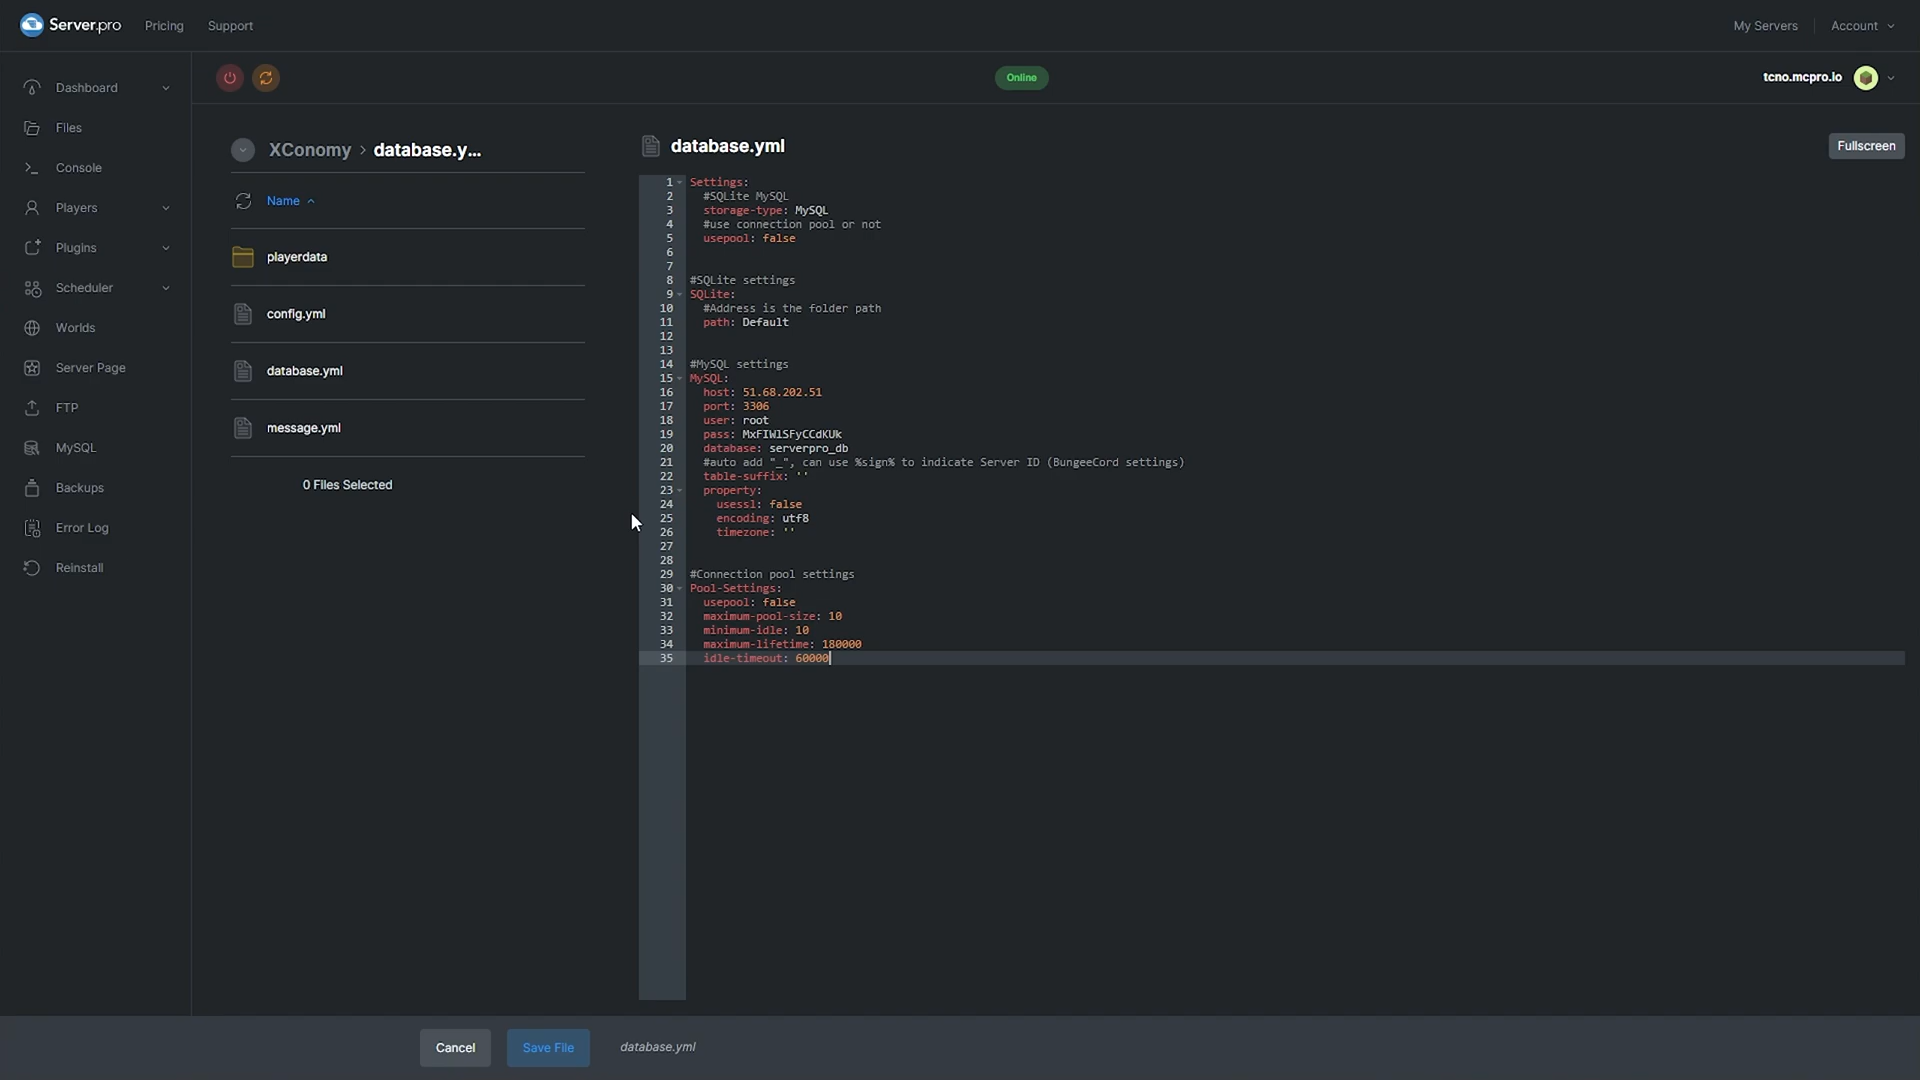 Server.pro
Pricing
Support
My Servers
Account
Dashboard
Files
Console
Players
Plugins
Scheduler
Worlds
Server Page
FTP
MySQL
Backups
Error Log
Reinstall
Online
tcno.mcpro.io
XConomy > database.y...
Name
playerdata
config.yml
database.yml
message.yml
0 Files Selected
database.yml
Fullscreen
1 Settings:
2 #SQLite MySQL
3 storage-type: MySQL
4 #use connection pool or not
5 usepool: false
6
7
8 #SQLite settings
9 SQLite:
10 #Address is the folder path
11 path: Default
12
13
14 #MySQL settings
15 MySQL:
16 host: 51.68.202.51
17 port: 3306
18 user: root
19 pass: MxFIWlSFyCCdKUk
20 database: serverpro_db
21 #auto add "_", can use %sign% to indicate Server ID (BungeeCord settings)
22 table-suffix: ''
23 property:
24 usessl: false
25 encoding: utf8
26 timezone: ''
27
28
29 #Connection pool settings
30 Pool-Settings:
31 usepool: false
32 maximum-pool-size: 10
33 minimum-idle: 10
34 maximum-lifetime: 180000
35 idle-timeout: 60000
Cancel
Save File
database.yml